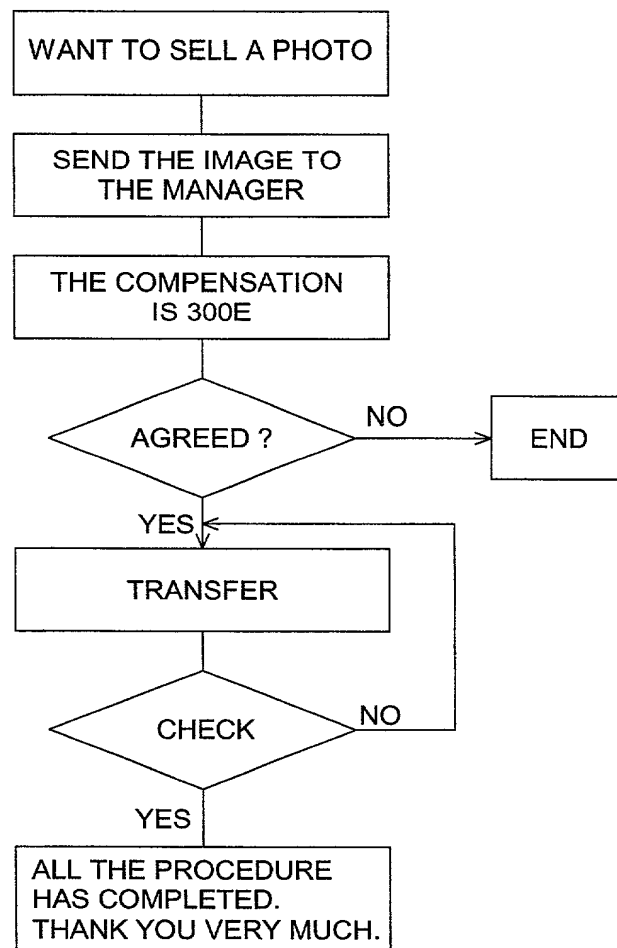 WANT TO SELL A PHOTO
SEND THE IMAGE TO
THE MANAGER
THE COMPENSATION
IS 300E
AGREED ?
NO
END
YES
TRANSFER
CHECK
NO
YES
ALL THE PROCEDURE
HAS COMPLETED.
THANK YOU VERY MUCH.